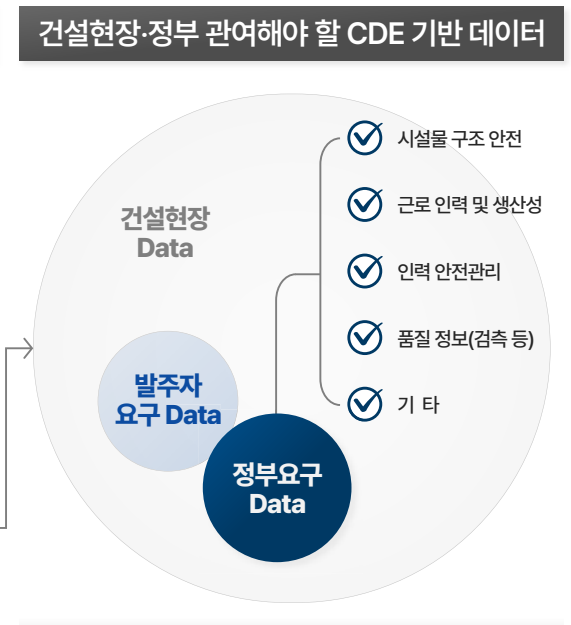 건설현장·정부 관여해야 할 CDE 기반 데이터
시설물 구조 안전
근로 인력 및 생산성
건설현장
Data
인력 안전관리
품질 정보(검측 등)
발주자
요구 Data
기 타
정부요구
Data